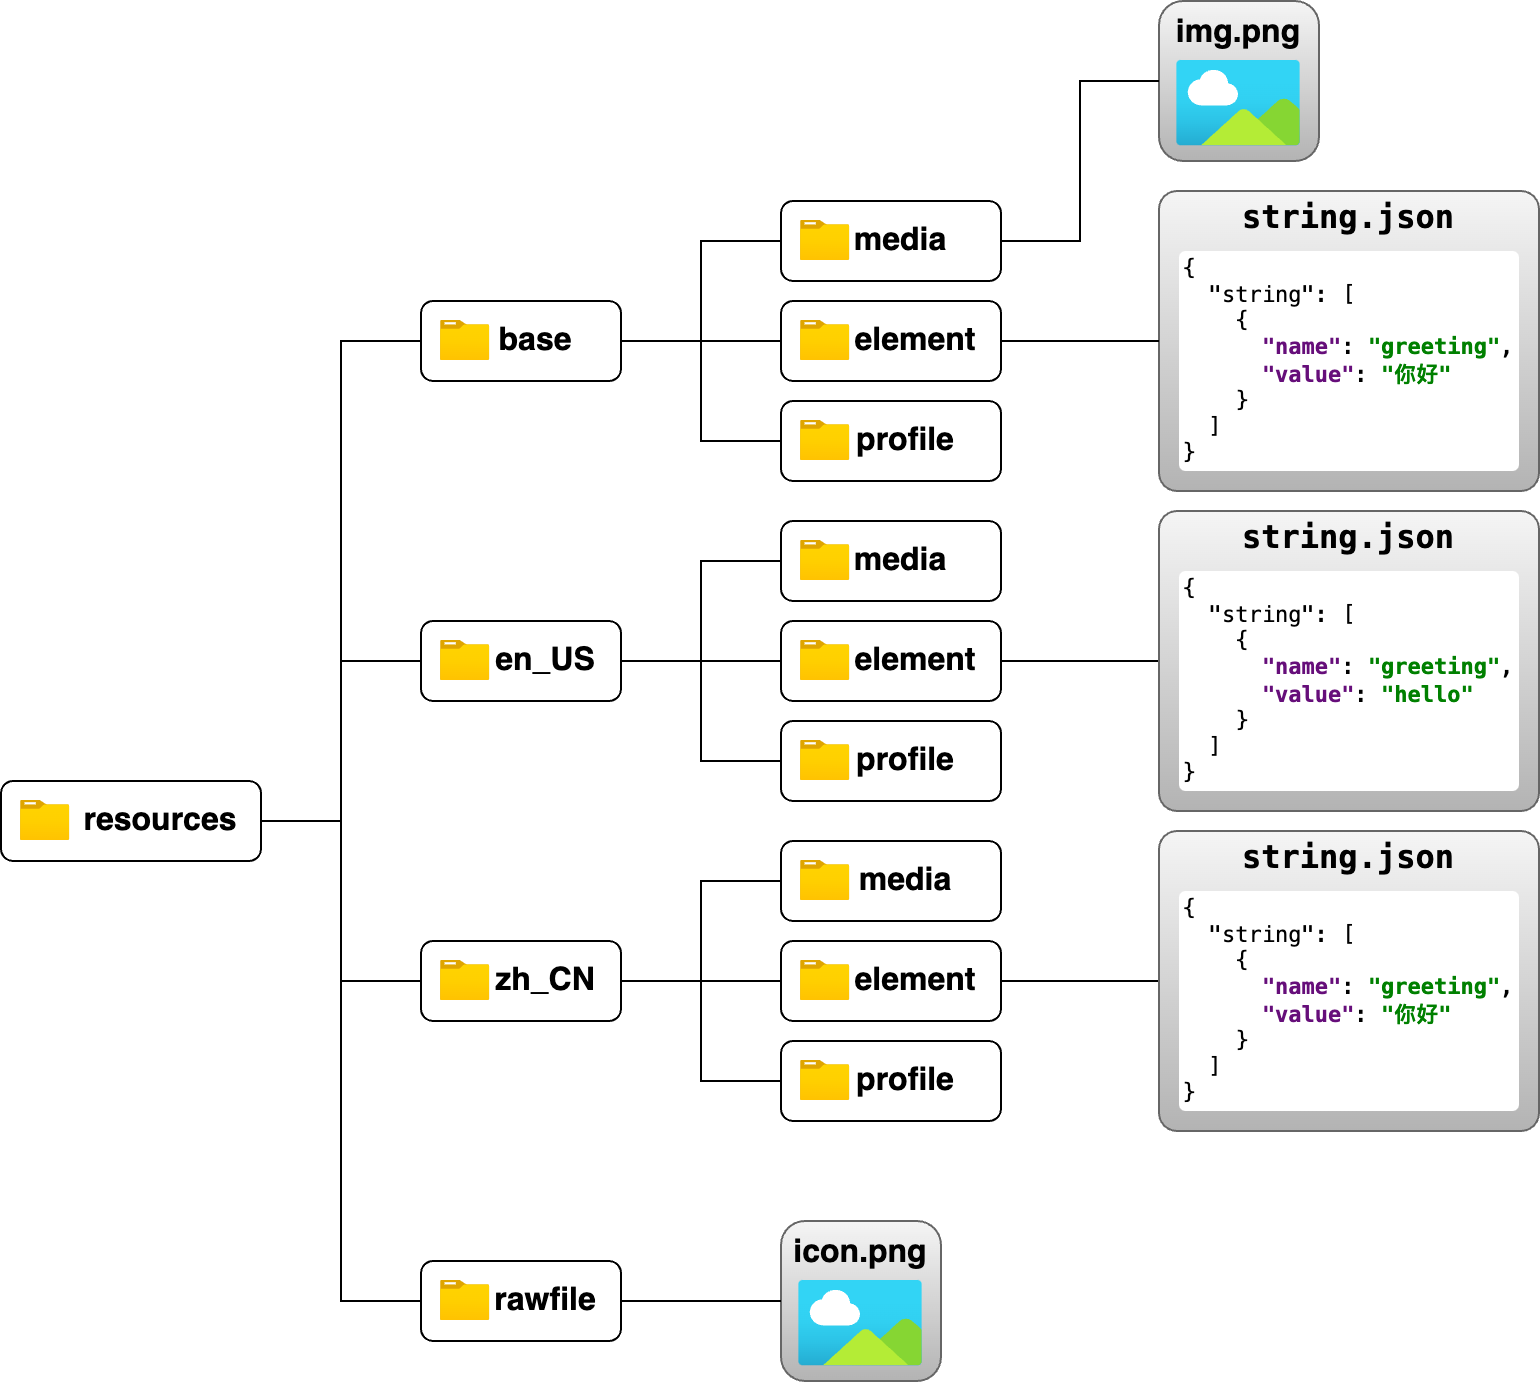 img.png
media
string.json
{
"string": [
{
"name": "greeting",
"value": "你好"
}
]
}
base
element
profile
string.json
{
"string": [
{
"name": "greeting",
"value": "hello"
}
]
}
media
en_US
element
profile
resources
string.json
{
"string": [
{
"name": "greeting",
"value": "你好"
}
]
}
media
zh_CN
element
profile
icon.png
rawfile